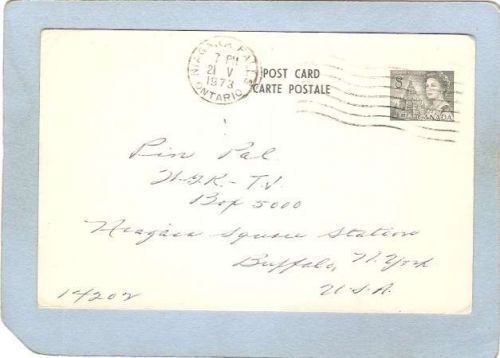 NIAGARA FALLS
7 PM
21 V
1973
ONTARIO
POST CARD
CARTE POSTALE
8
CANADA
Pin Pal
W.G.R.-T.V.
Box 5000
Niagara Square Station
Buffalo, N. York
U.S.A.
14202